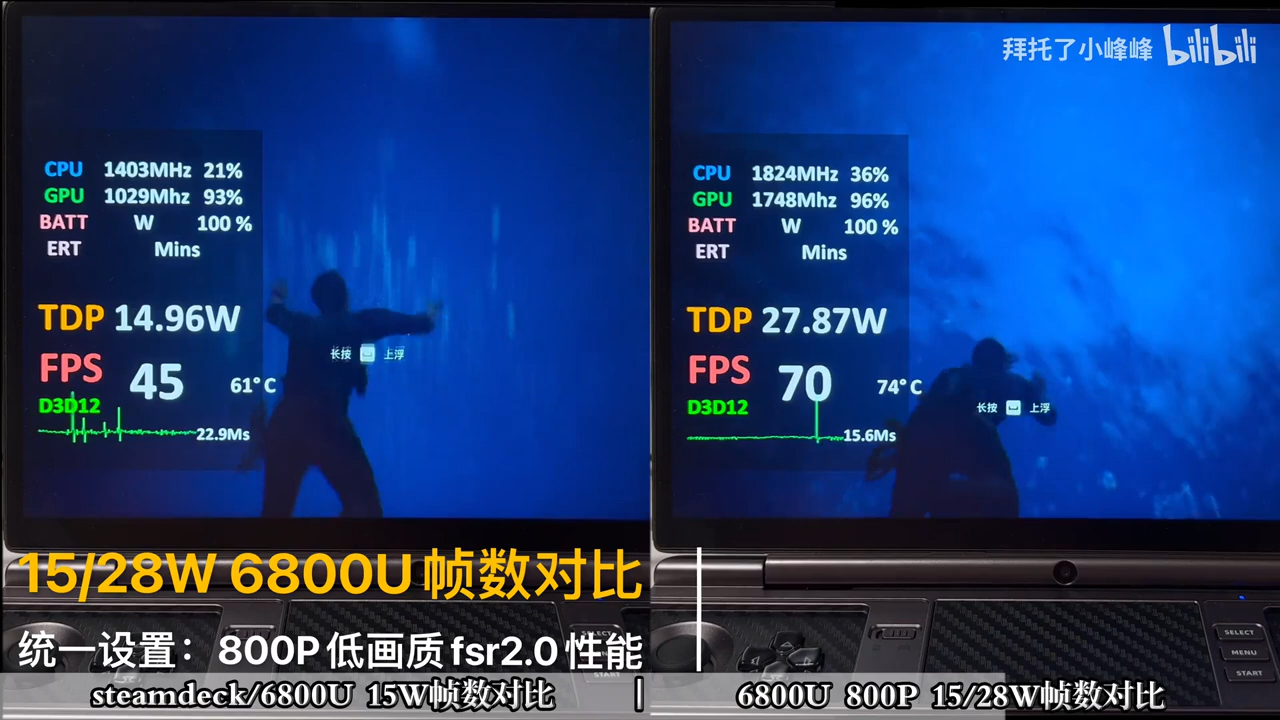 拜托了小峰峰 bilibili
CPU 1403MHz 21%
GPU 1029Mhz 93%
BATT W 100 %
ERT Mins
TDP 14.96W
FPS 45 61°C
D3D12
22.9Ms
长按 上浮
CPU 1824MHz 36%
GPU 1748Mhz 96%
BATT W 100 %
ERT Mins
TDP 27.87W
FPS 70 74°C
D3D12
15.6Ms
长按 上浮
15/28W 6800U帧数对比
统一设置：800P低画质fsr2.0性能
SELECT
MENU
START
steamdeck/6800U 15W帧数对比
6800U 800P 15/28W帧数对比